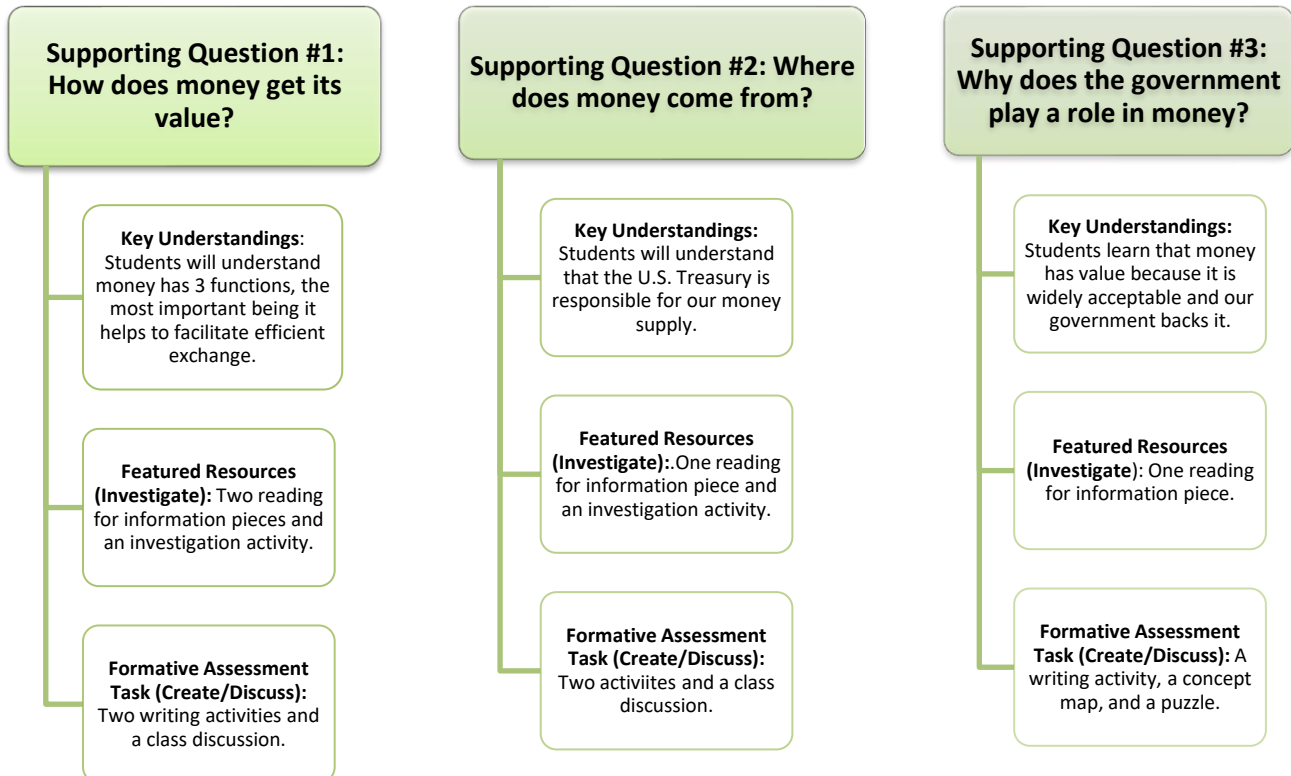 Supporting Question #1:
How does money get its
value?
Key Understandings:
Students will understand
money has 3 functions, the
most important being it
helps to facilitate efficient
exchange.
Featured Resources
(Investigate): Two reading
for information pieces and
an investigation activity.
Formative Assessment
Task (Create/Discuss):
Two writing activities and
a class discussion.
Supporting Question #2: Where
does money come from?
Key Understandings:
Students will understand
that the U.S. Treasury is
responsible for our money
supply.
Featured Resources
(Investigate):.One reading
for information piece and
an investigation activity.
Formative Assessment
Task (Create/Discuss):
Two activiites and a class
discussion.
Supporting Question #3:
Why does the government
play a role in money?
Key Understandings:
Students learn that money
has value because it is
widely acceptable and our
government backs it.
Featured Resources
(Investigate): One reading
for information piece.
Formative Assessment
Task (Create/Discuss): A
writing activity, a concept
map, and a puzzle.